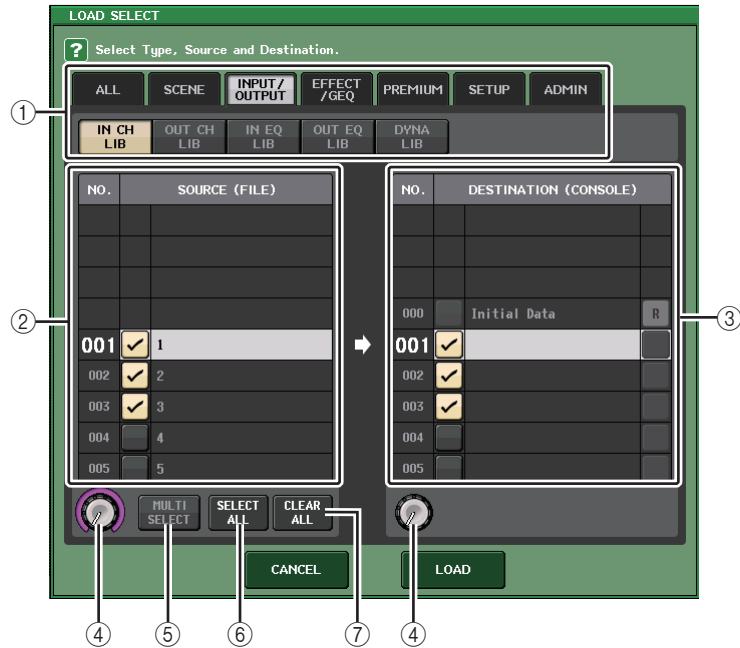 LOAD SELECT
? Select Type, Source and Destination.
ALL SCENE INPUT/ OUTPUT EFFECT /GEQ PREMIUM SETUP ADMIN
①
IN CH LIB OUT CH LIB IN EQ LIB OUT EQ LIB DYNA LIB
NO. SOURCE (FILE) NO. DESTINATION (CONSOLE)
② 000 Initial Data R ③
001 1 001
002 2 002
003 3 003
004 4 004
005 5 005
MULTI SELECT SELECT ALL CLEAR ALL
CANCEL LOAD
④ ⑤ ⑥ ⑦ ④